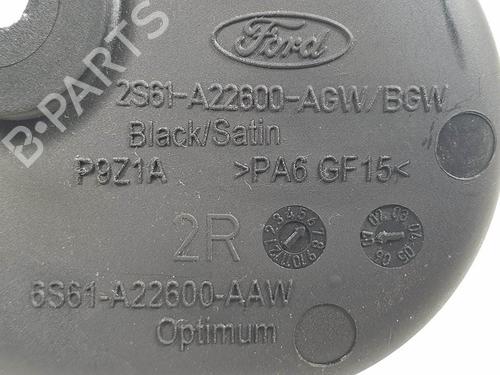 Ford
2S61-A22600-AGW/BGW
Black/Satin
P9Z1A >PA6 GF15<
2R
6S61-A22600-AAW
Optimum
B-PARTS